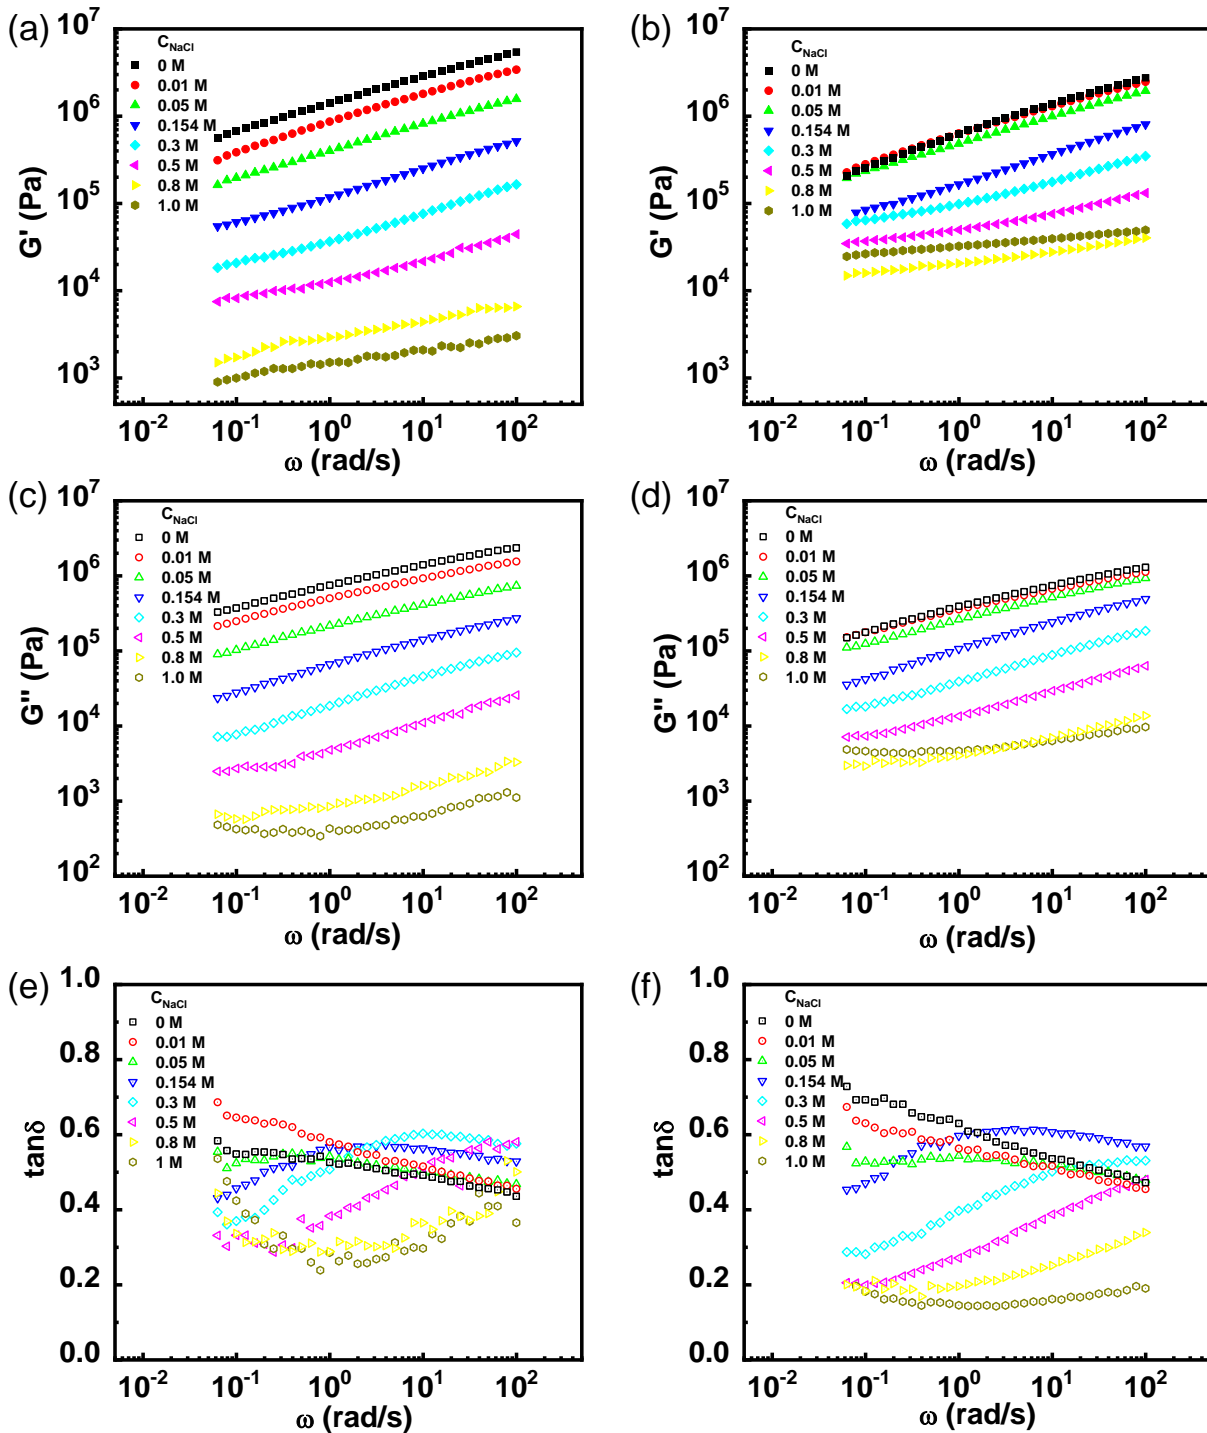 (a)
10^7
10^6
10^5
10^4
10^3
G' (Pa)
C_NaCl
0 M
0.01 M
0.05 M
0.154 M
0.3 M
0.5 M
0.8 M
1.0 M
10^-2 10^-1 10^0 10^1 10^2
ω (rad/s)
(b)
10^7
10^6
10^5
10^4
10^3
G' (Pa)
C_NaCl
0 M
0.01 M
0.05 M
0.154 M
0.3 M
0.5 M
0.8 M
1.0 M
10^-2 10^-1 10^0 10^1 10^2
ω (rad/s)
(c)
10^7
10^6
10^5
10^4
10^3
10^2
G'' (Pa)
C_NaCl
0 M
0.01 M
0.05 M
0.154 M
0.3 M
0.5 M
0.8 M
1.0 M
10^-2 10^-1 10^0 10^1 10^2
ω (rad/s)
(d)
10^7
10^6
10^5
10^4
10^3
10^2
G'' (Pa)
C_NaCl
0 M
0.01 M
0.05 M
0.154 M
0.3 M
0.5 M
0.8 M
1.0 M
10^-2 10^-1 10^0 10^1 10^2
ω (rad/s)
(e)
1.0
0.8
0.6
0.4
0.2
0.0
tanδ
C_NaCl
0 M
0.01 M
0.05 M
0.154 M
0.3 M
0.5 M
0.8 M
1 M
10^-2 10^-1 10^0 10^1 10^2
ω (rad/s)
(f)
1.0
0.8
0.6
0.4
0.2
0.0
tanδ
C_NaCl
0 M
0.01 M
0.05 M
0.154 M
0.3 M
0.5 M
0.8 M
1.0 M
10^-2 10^-1 10^0 10^1 10^2
ω (rad/s)